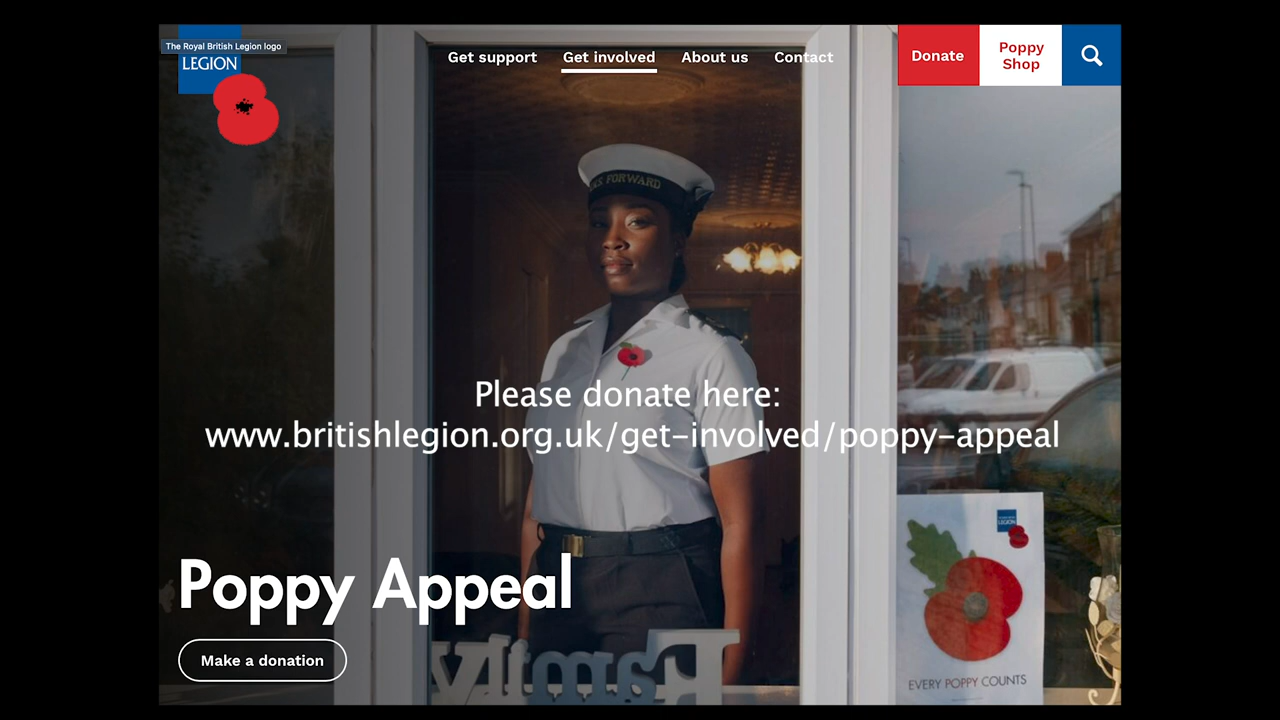 The Royal British Legion logo
LEGION
Get support
Get involved
About us
Contact
Donate
Poppy
Shop
FORWARD
Please donate here:
www.britishlegion.org.uk/get-involved/poppy-appeal
LEGION
Poppy Appeal
Make a donation
Family
EVERY POPPY COUNTS